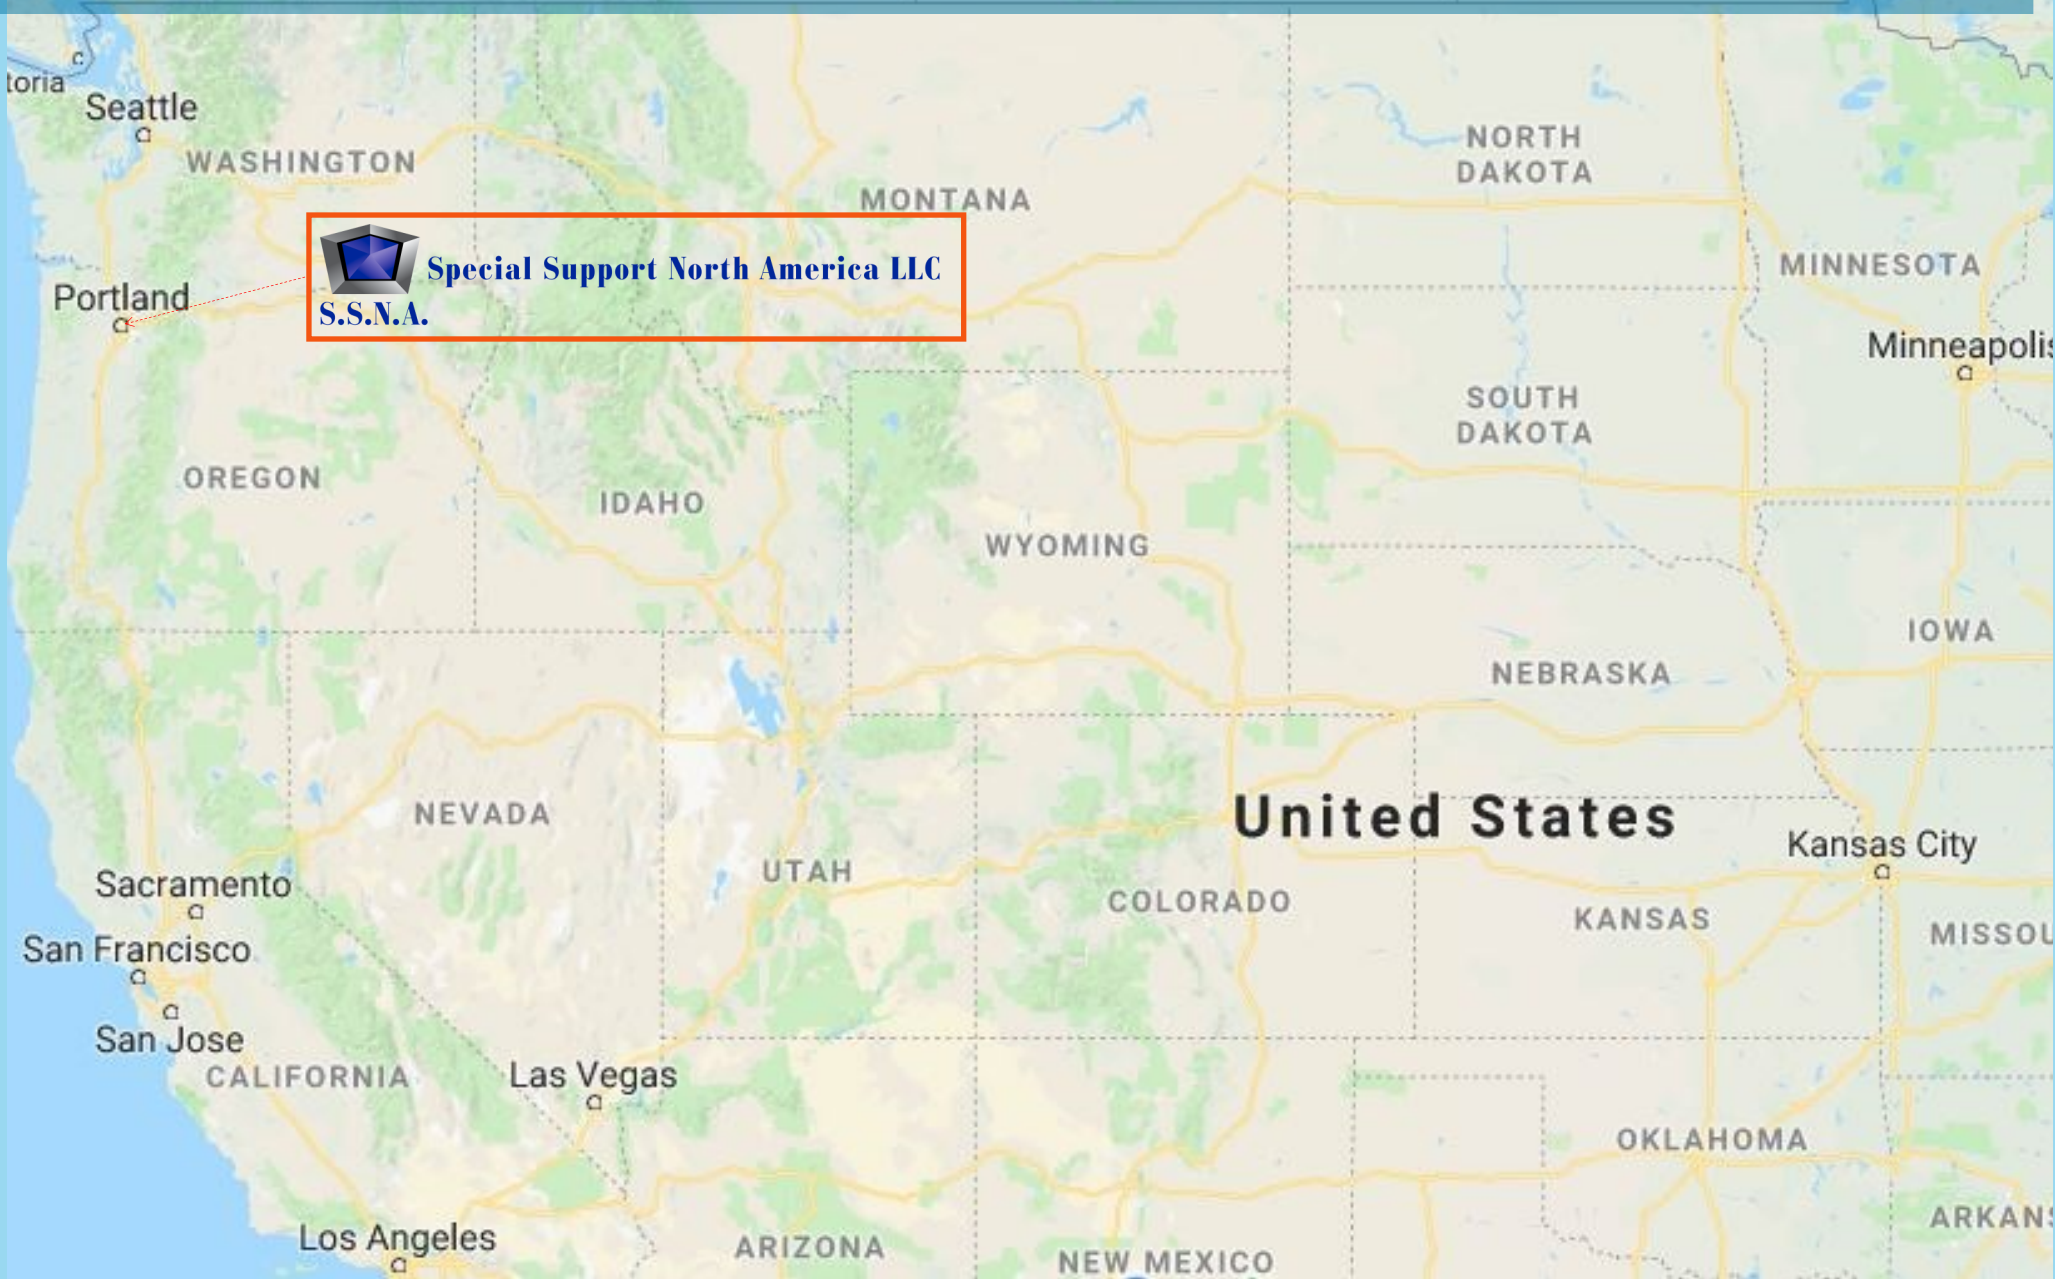 toria
Seattle
WASHINGTON
MONTANA
NORTH
DAKOTA
MINNESOTA
Special Support North America LLC
S.S.N.A.
Portland
Minneapolis
SOUTH
DAKOTA
OREGON
IDAHO
WYOMING
IOWA
NEBRASKA
NEVADA
United States
Kansas City
UTAH
Sacramento
COLORADO
KANSAS
MISSOU
San Francisco
San Jose
CALIFORNIA
Las Vegas
OKLAHOMA
ARKANS
Los Angeles
ARIZONA
NEW MEXICO